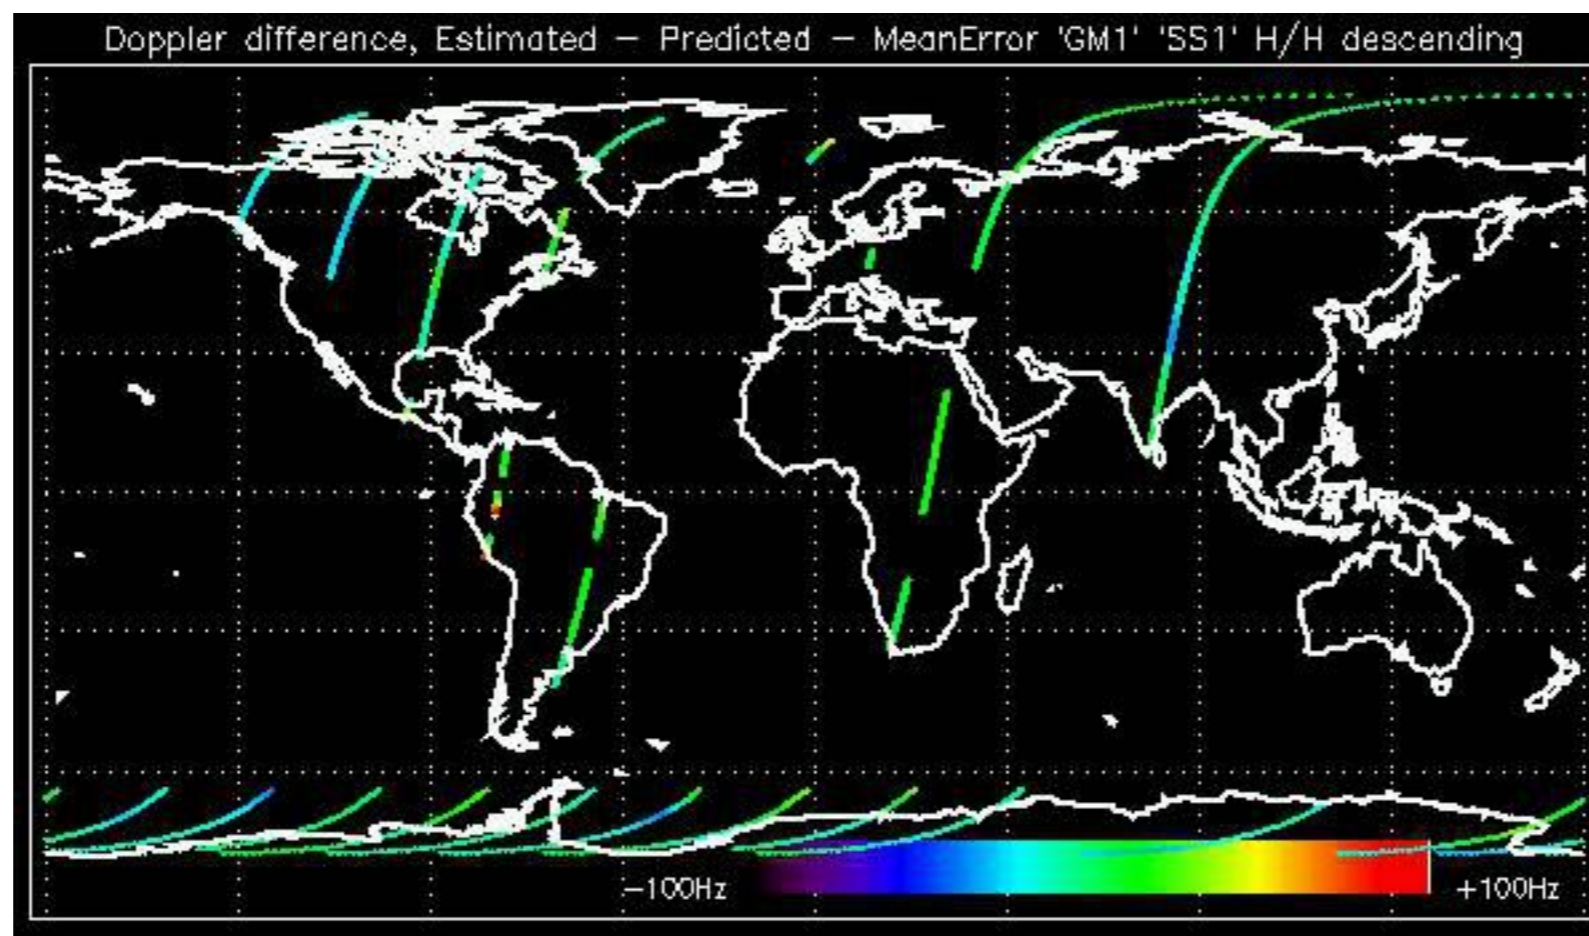 Doppler difference, Estimated – Predicted – MeanError 'GM1' 'SS1' H/H descending
–100Hz +100Hz